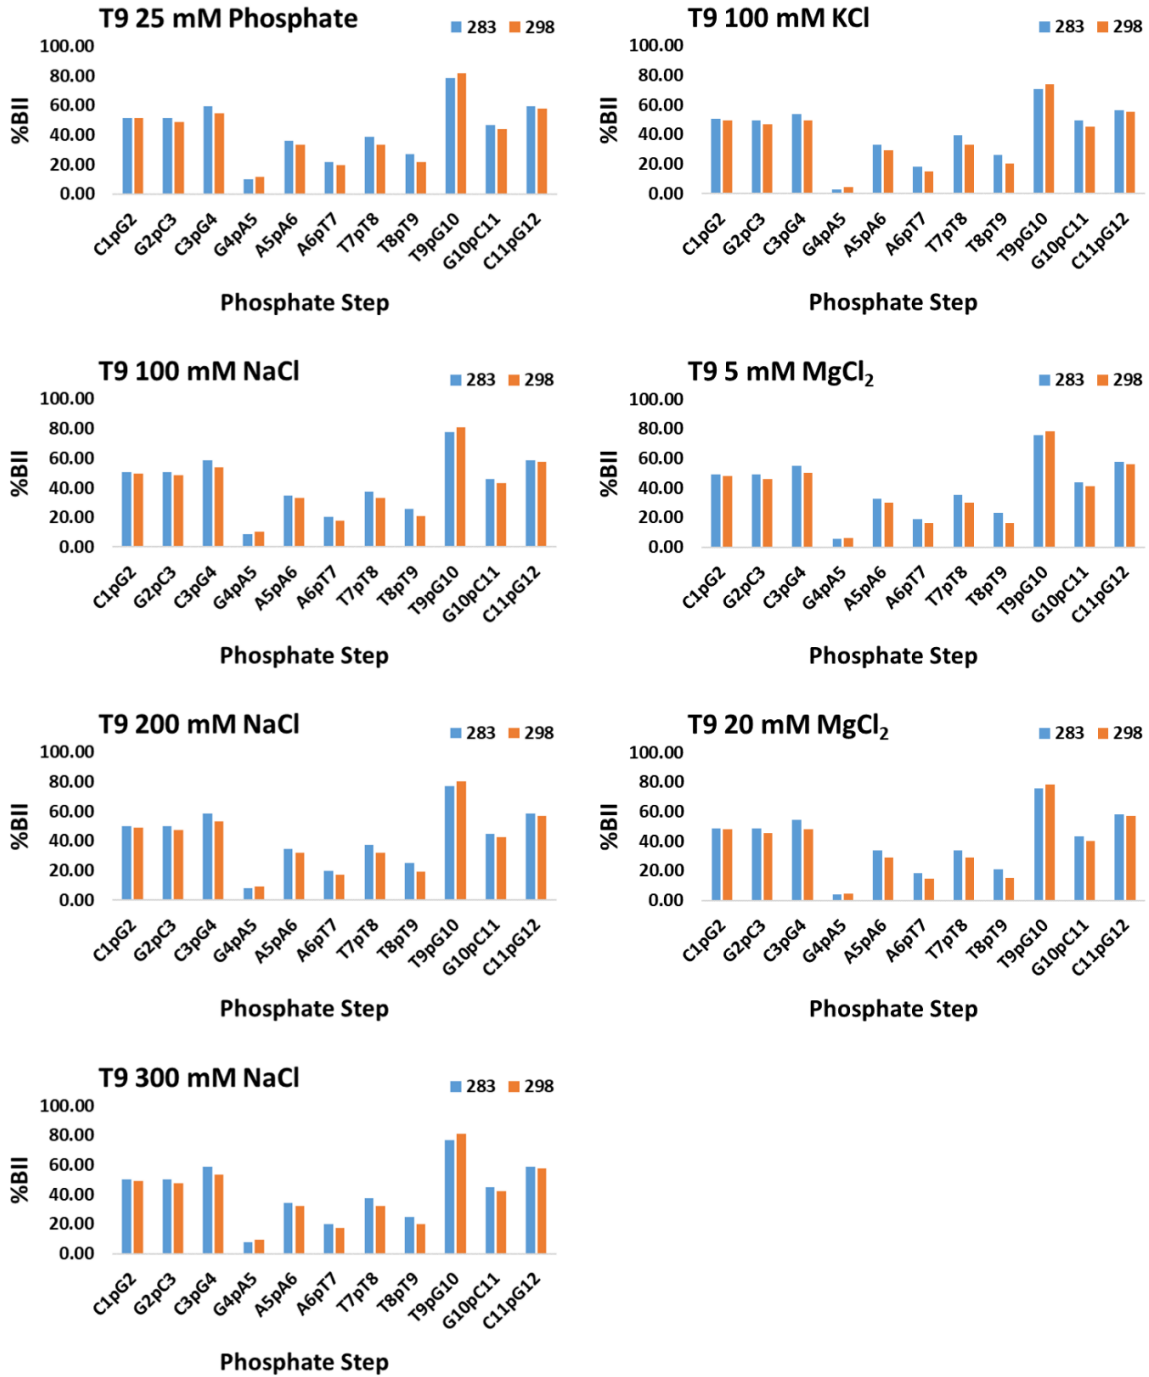 T9 25 mM Phosphate
283 298
%BII
100.00
80.00
60.00
40.00
20.00
0.00
C1pG2 G2pC3 C3pG4 G4pA5 A5pA6 A6pT7 T7pT8 T8pT9 T9pG10 G10pC11 C11pG12
Phosphate Step
T9 100 mM KCl
283 298
%BII
100.00
80.00
60.00
40.00
20.00
0.00
C1pG2 G2pC3 C3pG4 G4pA5 A5pA6 A6pT7 T7pT8 T8pT9 T9pG10 G10pC11 C11pG12
Phosphate Step
T9 100 mM NaCl
283 298
%BII
100.00
80.00
60.00
40.00
20.00
0.00
C1pG2 G2pC3 C3pG4 G4pA5 A5pA6 A6pT7 T7pT8 T8pT9 T9pG10 G10pC11 C11pG12
Phosphate Step
T9 5 mM MgCl₂
283 298
%BII
100.00
80.00
60.00
40.00
20.00
0.00
C1pG2 G2pC3 C3pG4 G4pA5 A5pA6 A6pT7 T7pT8 T8pT9 T9pG10 G10pC11 C11pG12
Phosphate Step
T9 200 mM NaCl
283 298
%BII
100.00
80.00
60.00
40.00
20.00
0.00
C1pG2 G2pC3 C3pG4 G4pA5 A5pA6 A6pT7 T7pT8 T8pT9 T9pG10 G10pC11 C11pG12
Phosphate Step
T9 20 mM MgCl₂
283 298
%BII
100.00
80.00
60.00
40.00
20.00
0.00
C1pG2 G2pC3 C3pG4 G4pA5 A5pA6 A6pT7 T7pT8 T8pT9 T9pG10 G10pC11 C11pG12
Phosphate Step
T9 300 mM NaCl
283 298
%BII
100.00
80.00
60.00
40.00
20.00
0.00
C1pG2 G2pC3 C3pG4 G4pA5 A5pA6 A6pT7 T7pT8 T8pT9 T9pG10 G10pC11 C11pG12
Phosphate Step